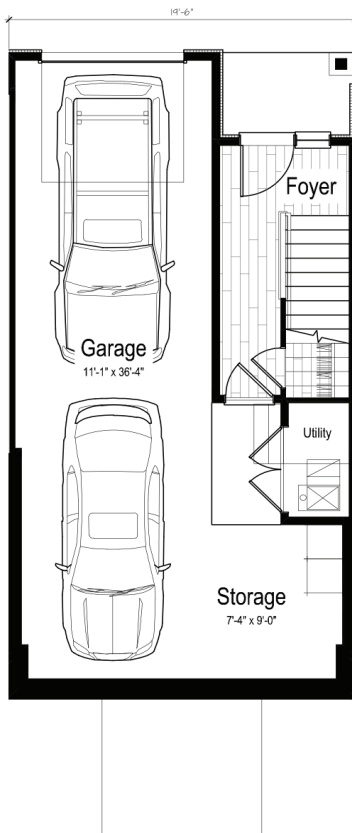 19'-6"
Foyer
Garage
11'-1" x 36'-4"
Utility
Storage
7'-4" x 9'-0"